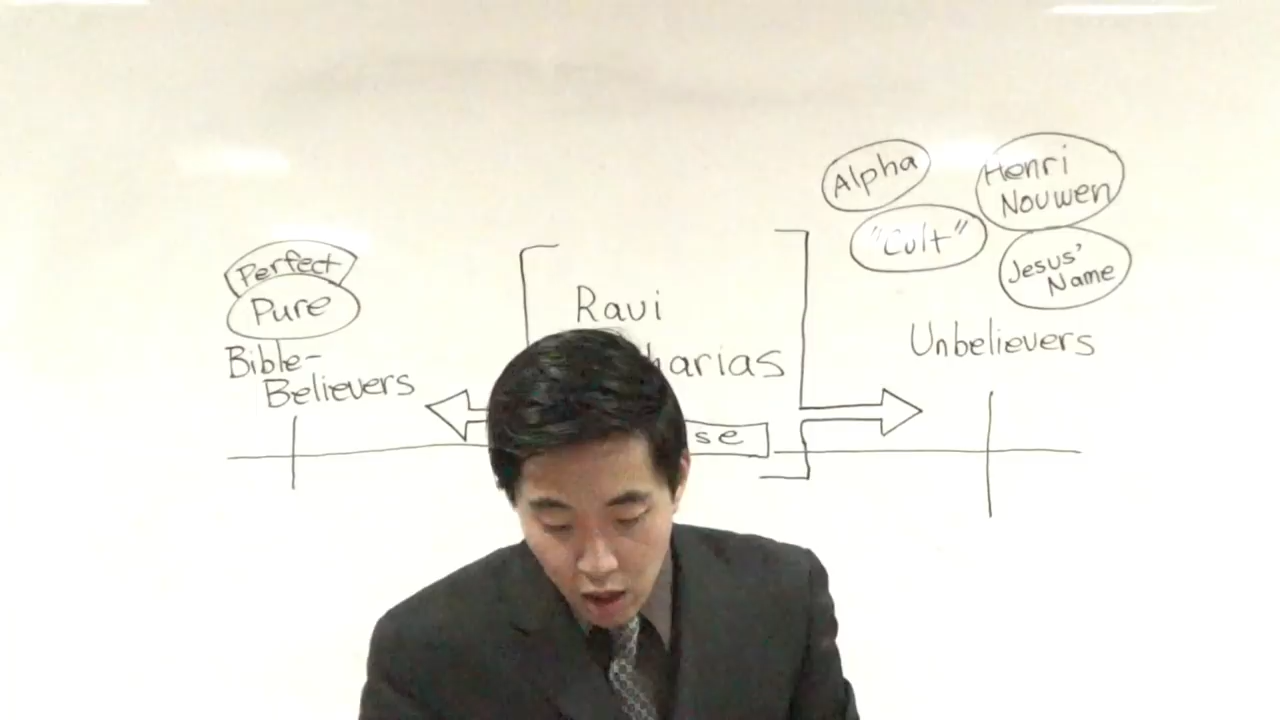 Perfect
Pure
Bible-
Believers
Ravi
harias
se
Alpha
"Cult"
Henri
Nouwen
Jesus'
Name
Unbelievers